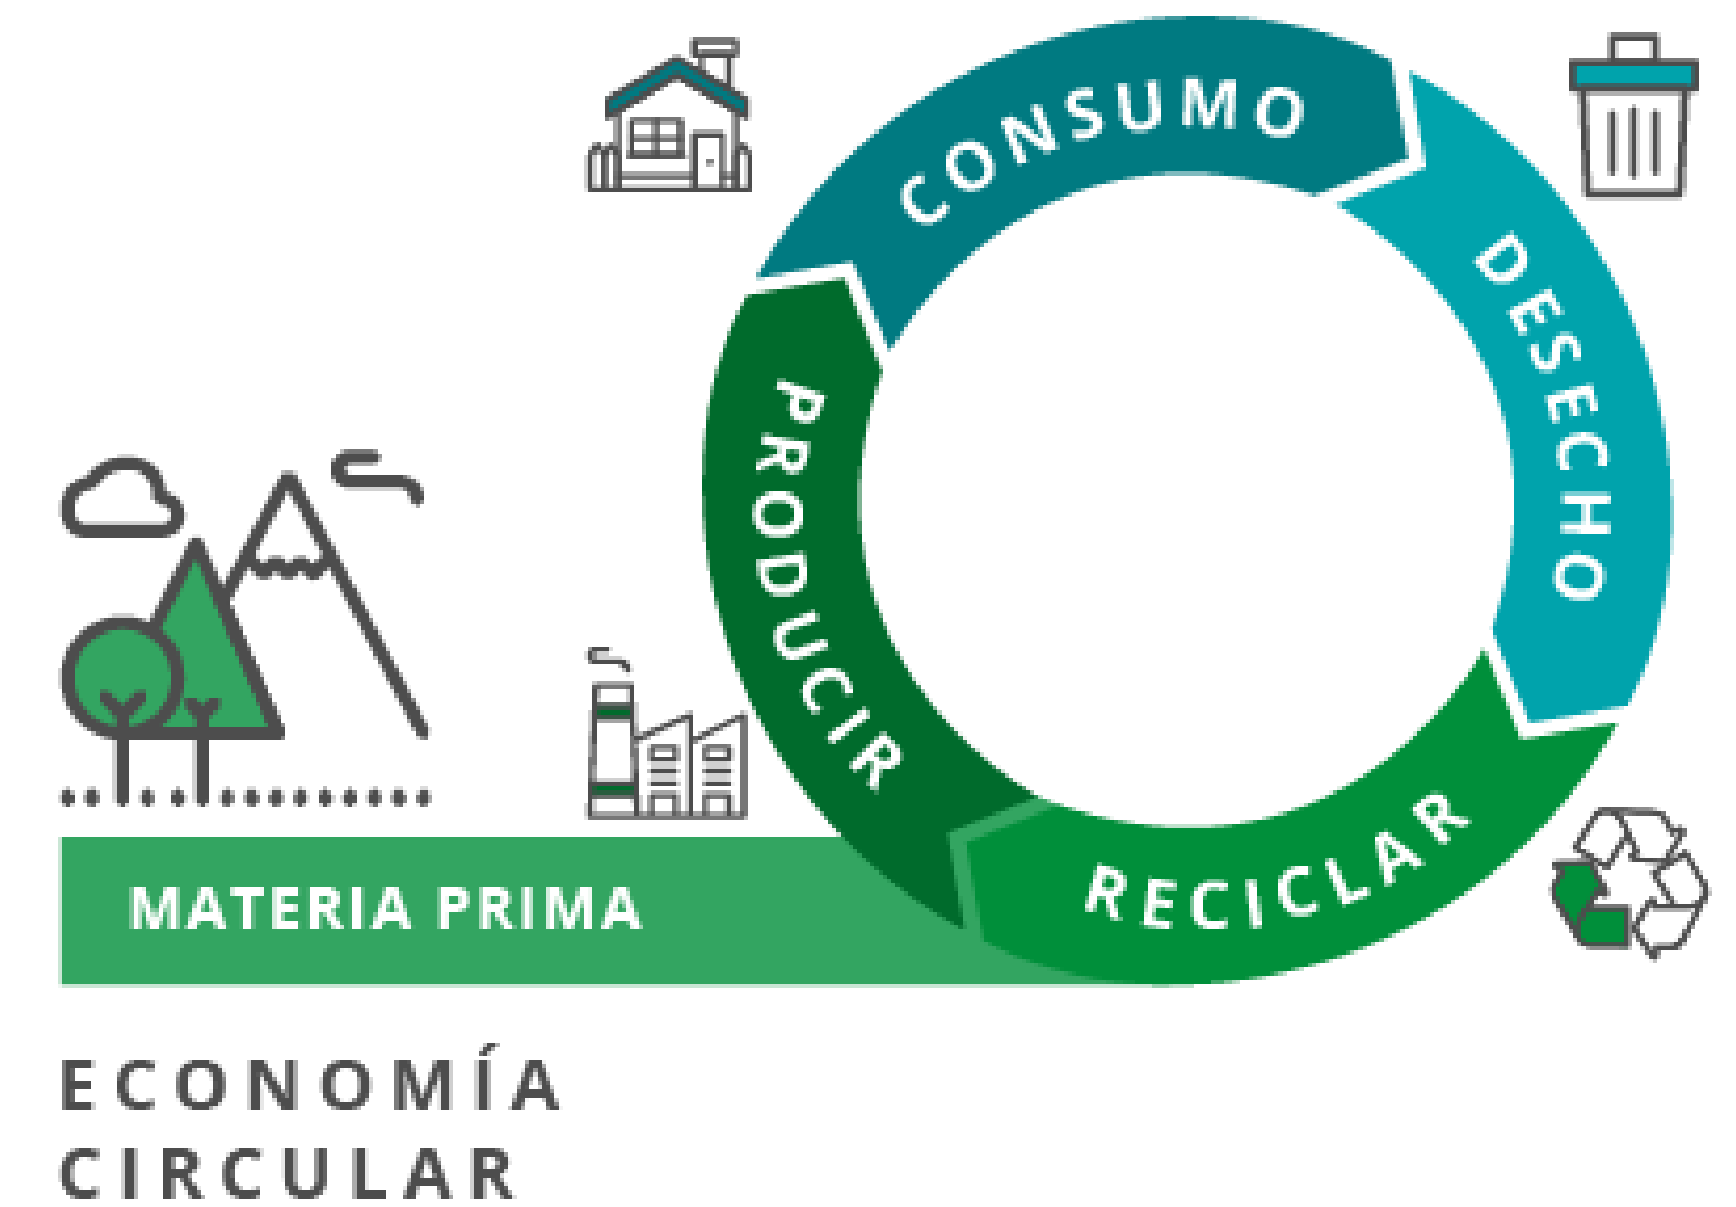 CONSUMO
DESECHO
PRODUCIR
RECICLAR
MATERIA PRIMA
ECONOMÍA
CIRCULAR